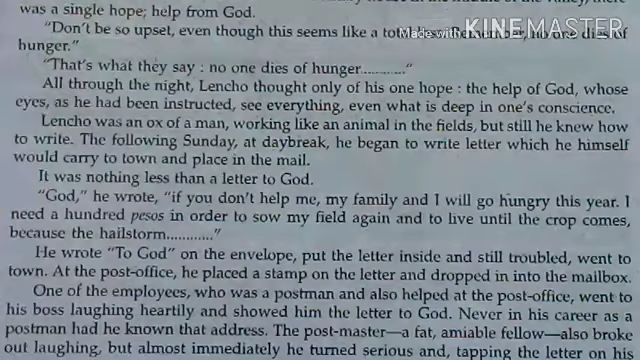 was a single hope; help from God.
"Don't be so upset, even though this seems like a total loss. Remember, no one dies of
Made with KINEMASTER
hunger."
"That's what they say : no one dies of hunger..........."
All through the night, Lencho thought only of his one hope : the help of God, whose
eyes, as he had been instructed, see everything, even what is deep in one's conscience.
Lencho was an ox of a man, working like an animal in the fields, but still he knew how
to write. The following Sunday, at daybreak, he began to write letter which he himself
would carry to town and place in the mail.
It was nothing less than a letter to God.
"God," he wrote, "if you don't help me, my family and I will go hungry this year. I
need a hundred pesos in order to sow my field again and to live until the crop comes,
because the hailstorm............"
He wrote "To God" on the envelope, put the letter inside and still troubled, went to
town. At the post-office, he placed a stamp on the letter and dropped in into the mailbox.
One of the employees, who was a postman and also helped at the post-office, went to
his boss laughing heartily and showed him the letter to God. Never in his career as a
postman had he known that address. The post-master—a fat, amiable fellow—also broke
out laughing, but almost immediately he turned serious and, tapping the letter on his